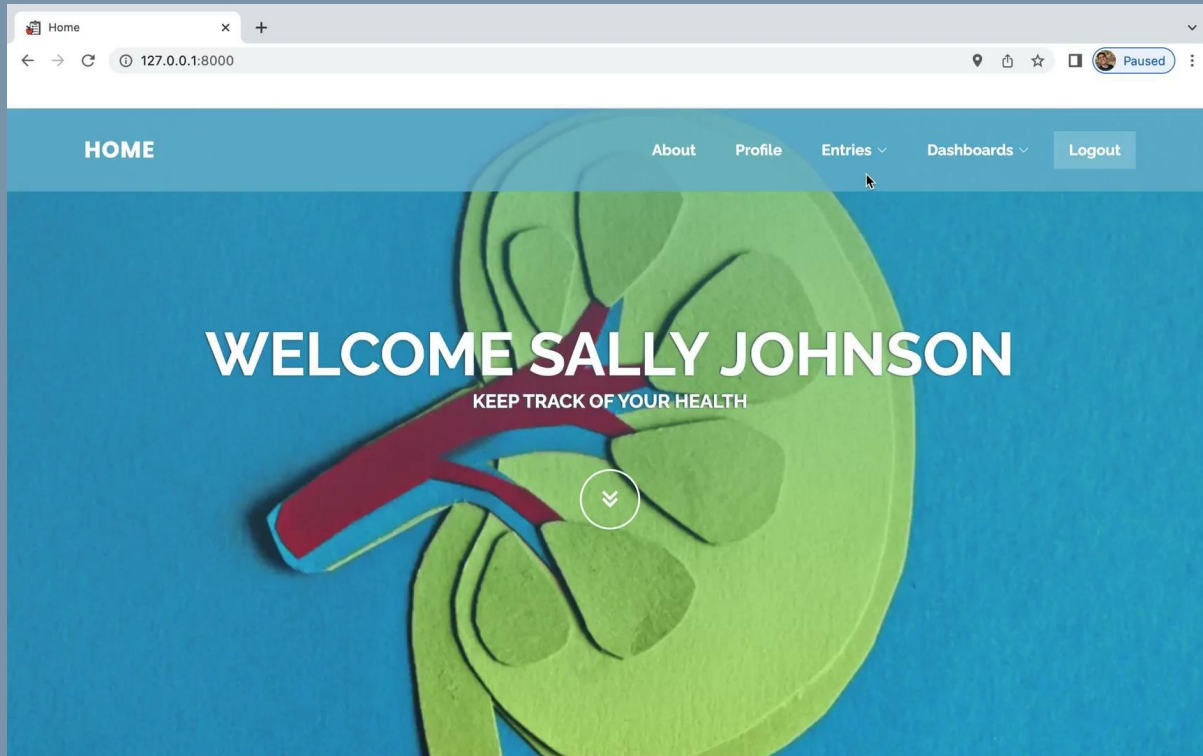 Home
127.0.0.1:8000
Paused
HOME About Profile Entries Dashboards Logout
WELCOME SALLY JOHNSON
KEEP TRACK OF YOUR HEALTH